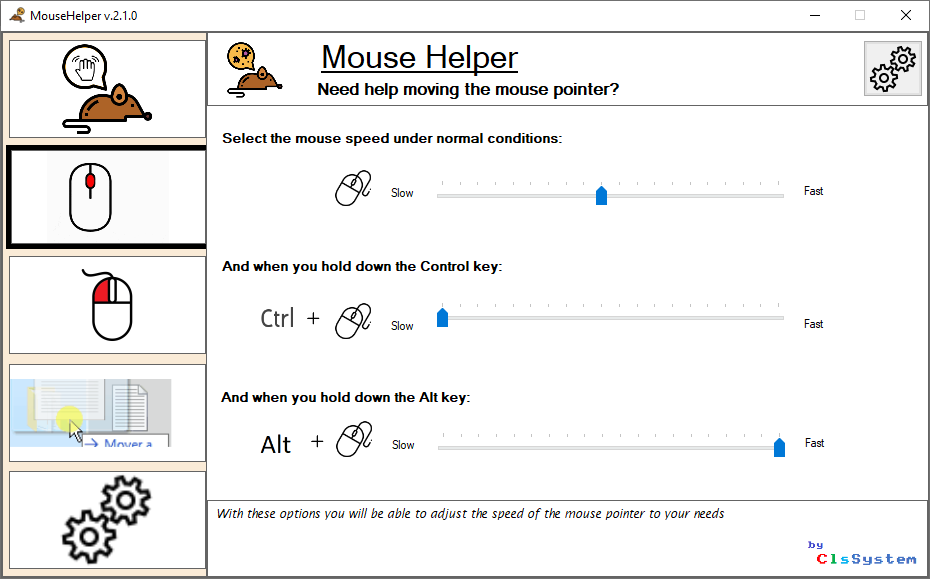 MouseHelper v.2.1.0
Mouse Helper
Need help moving the mouse pointer?
Select the mouse speed under normal conditions:
Slow
Fast
And when you hold down the Control key:
Ctrl +
Slow
Fast
And when you hold down the Alt key:
Alt +
Slow
Fast
→ Mover a
With these options you will be able to adjust the speed of the mouse pointer to your needs
by
ClsSystem